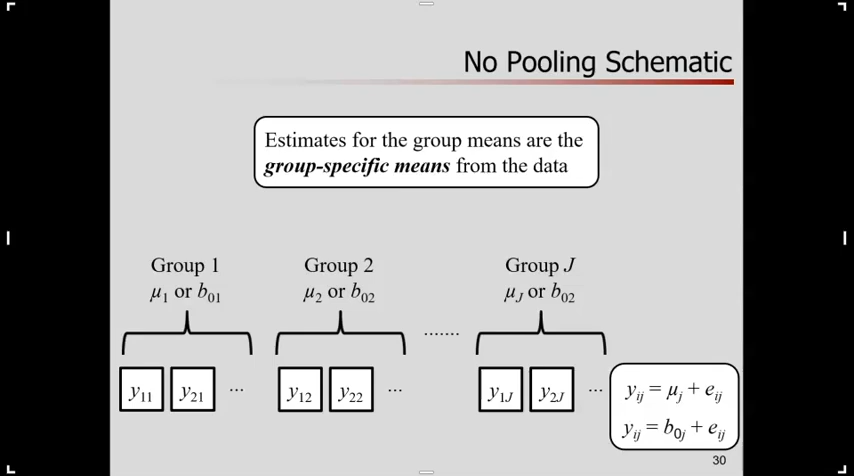 No Pooling Schematic
Estimates for the group means are the
group-specific means from the data
Group 1
μ1 or b01
Group 2
μ2 or b02
Group J
μJ or b02
.......
y11 y21 ...
y12 y22 ...
y1J y2J ...
yij = μj + eij
yij = b0j + eij
30